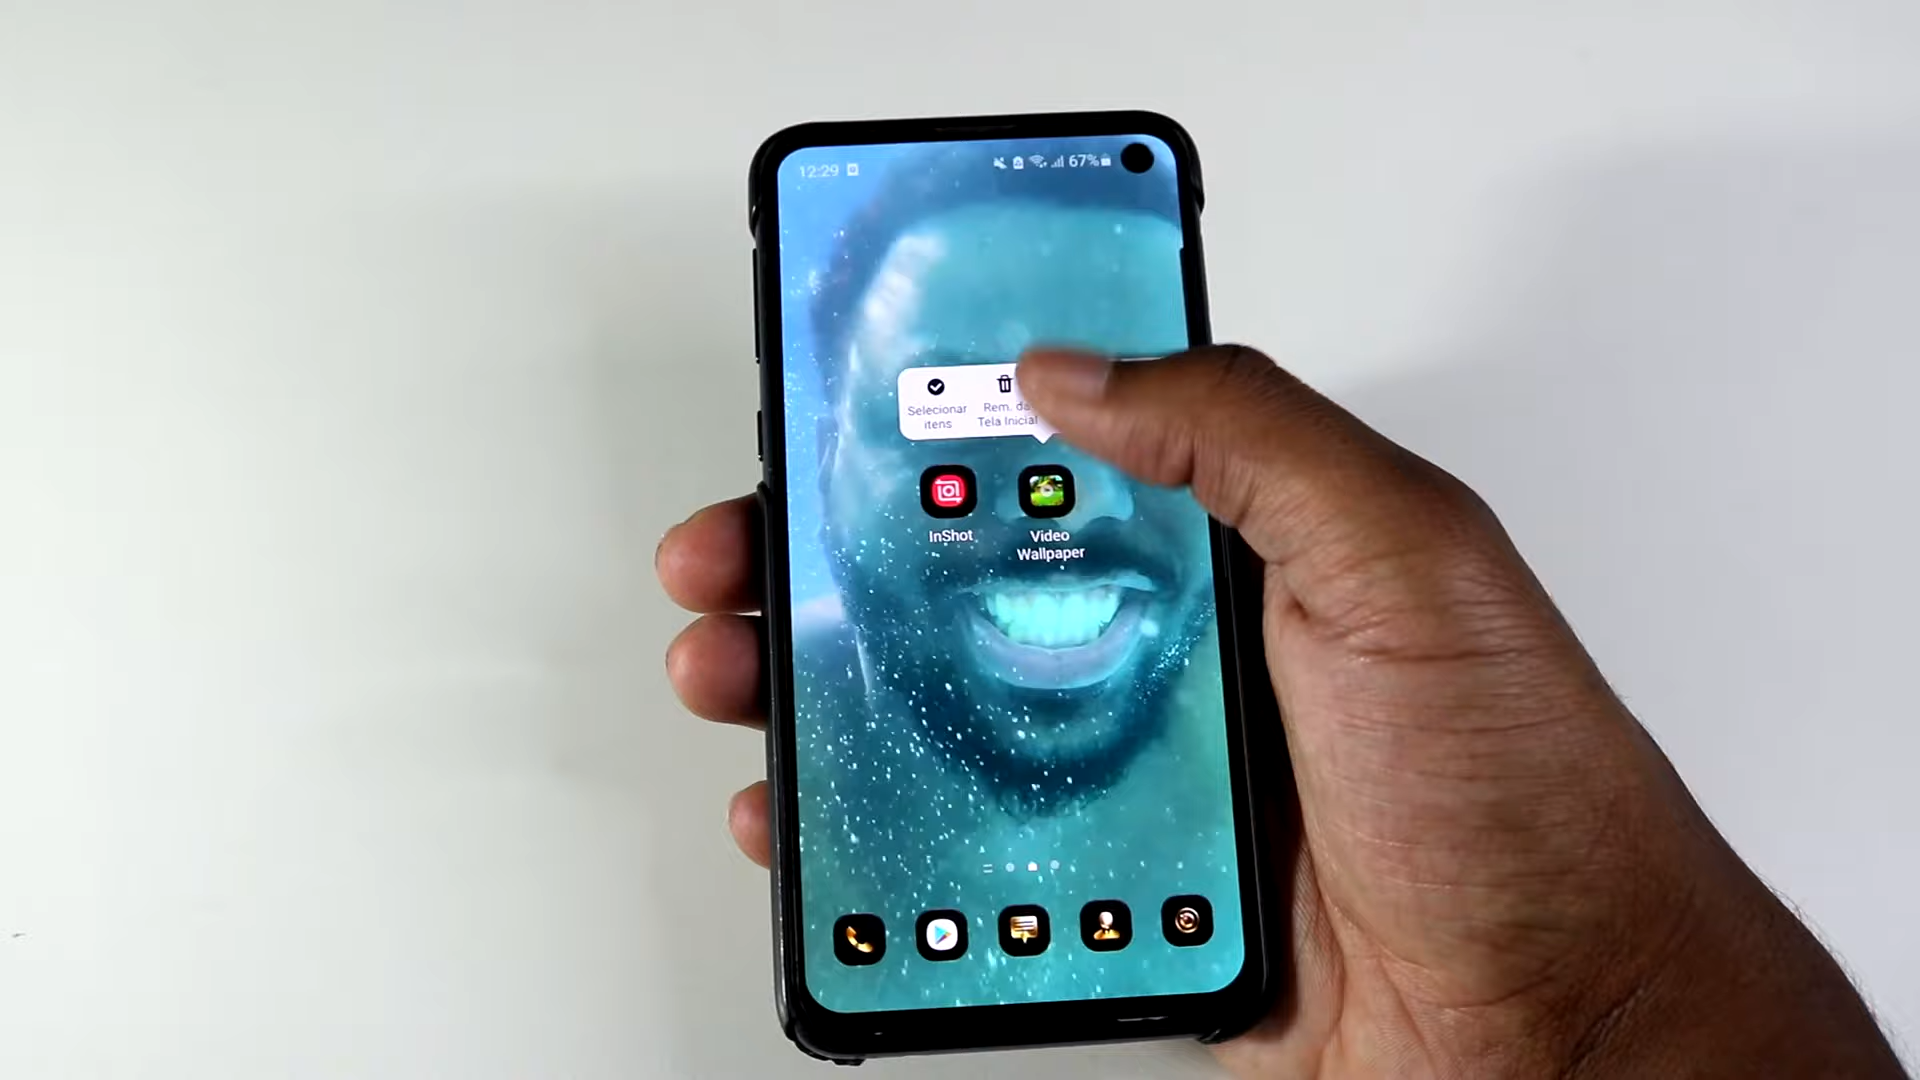 12:29
67%
Selecionar
itens
Rem. da
Tela Inicial
InShot
Video
Wallpaper